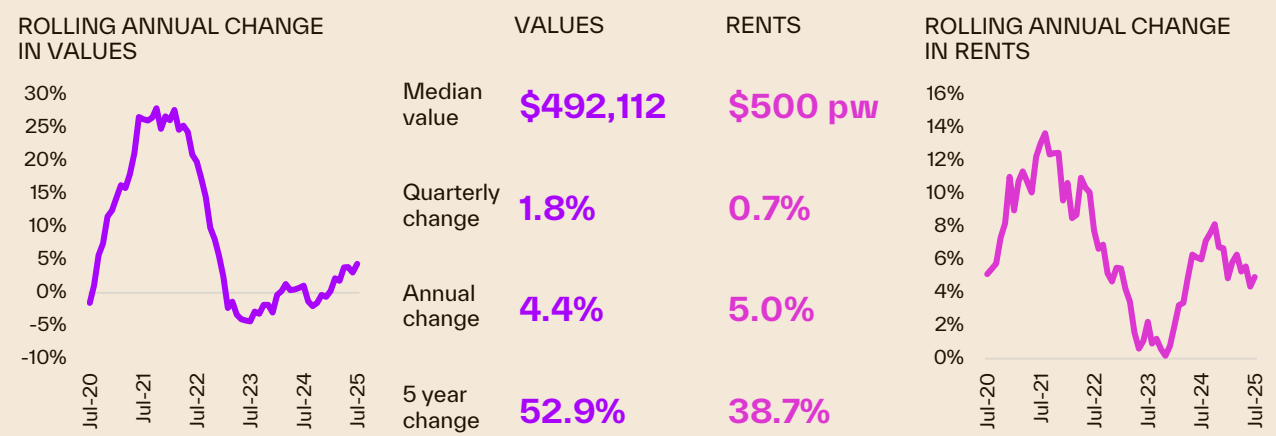 ROLLING ANNUAL CHANGE
IN VALUES
30%
25%
20%
15%
10%
5%
0%
-5%
-10%
Jul-20
Jul-21
Jul-22
Jul-23
Jul-24
Jul-25
VALUES RENTS
Median
value
$492,112 $500 pw
Quarterly
change
1.8% 0.7%
Annual
change
4.4% 5.0%
5 year
change
52.9% 38.7%
ROLLING ANNUAL CHANGE
IN RENTS
16%
14%
12%
10%
8%
6%
4%
2%
0%
Jul-20
Jul-21
Jul-22
Jul-23
Jul-24
Jul-25